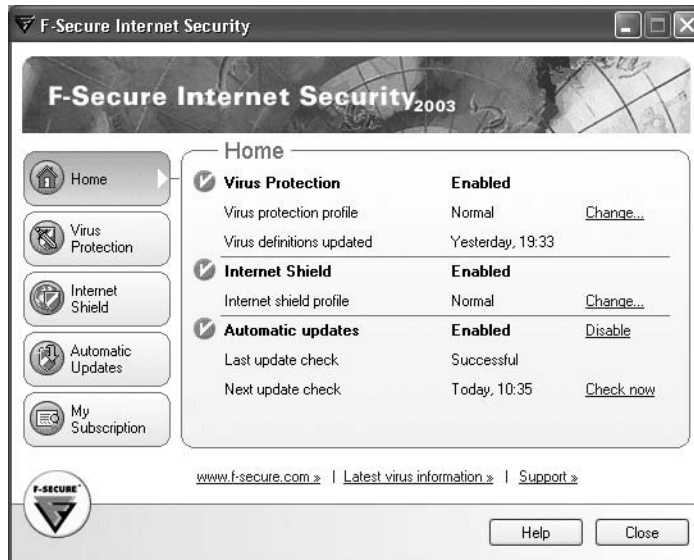 F-Secure Internet Security
F-Secure Internet Security 2003
Home
Virus
Protection
Internet
Shield
Automatic
Updates
My
Subscription
Home
Virus Protection Enabled
Virus protection profile Normal Change...
Virus definitions updated Yesterday, 19:33
Internet Shield Enabled
Internet shield profile Normal Change...
Automatic updates Enabled Disable
Last update check Successful
Next update check Today, 10:35 Check now
www.f-secure.com » | Latest virus information » | Support »
F-SECURE
Help Close